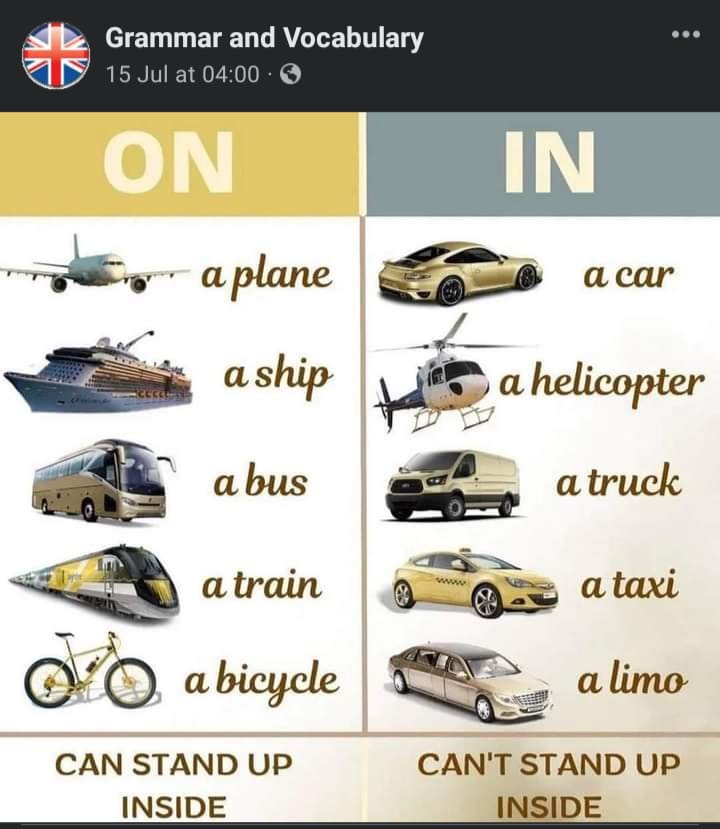 Grammar and Vocabulary
15 Jul at 04:00 ·
ON
IN
a plane
a car
a ship
a helicopter
a bus
a truck
a train
a taxi
a bicycle
a limo
CAN STAND UP
INSIDE
CAN'T STAND UP
INSIDE